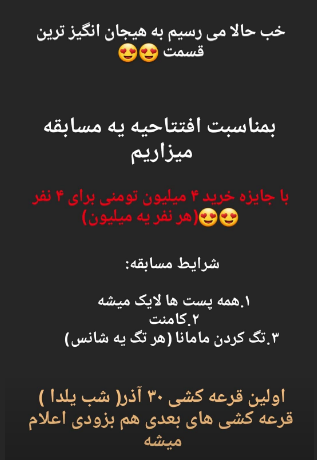 خب حالا می رسیم به هیجان انگیز ترین
قسمت 😍😍
بمناسبت افتتاحیه یه مسابقه
میزاریم
با جایزه خرید ۴ میلیون تومنی برای ۴ نفر
😍😍(هر نفر یه میلیون)
شرایط مسابقه:
۱.همه پست ها لایک میشه
۲.کامنت
۳.تگ کردن مامانا (هر تگ یه شانس)
اولین قرعه کشی ۳۰ آذر( شب یلدا )
قرعه کشی های بعدی هم بزودی اعلام
میشه